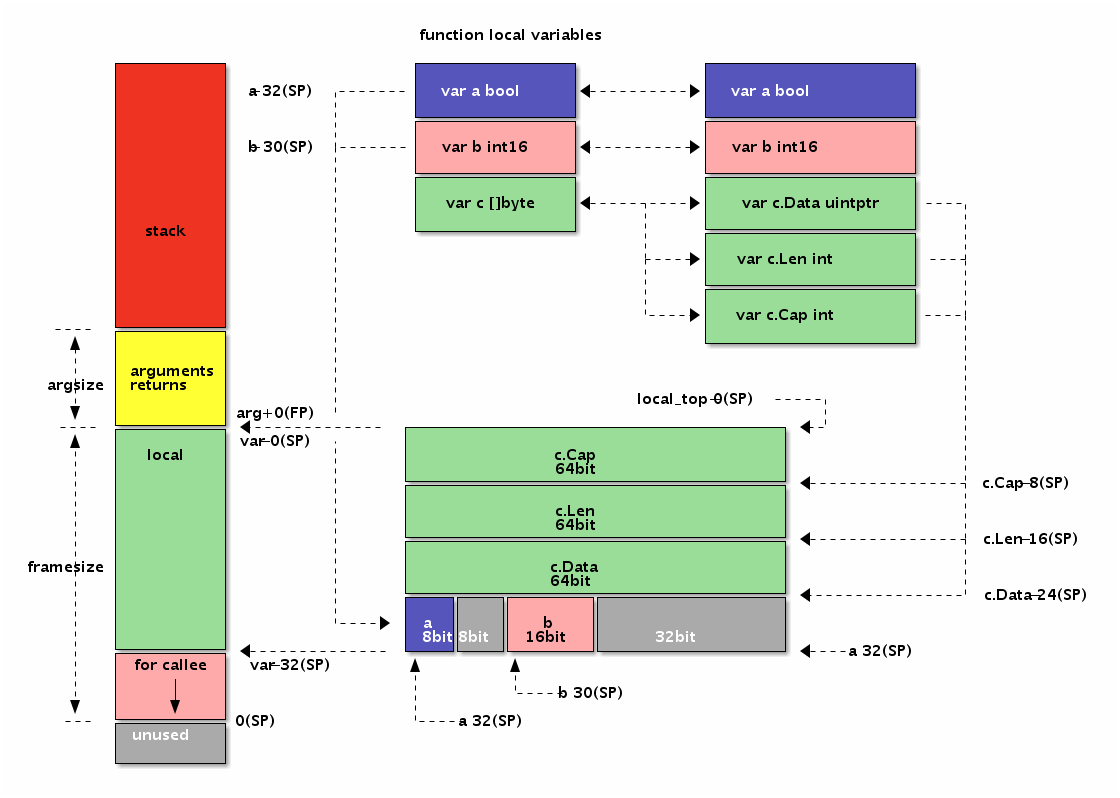 function local variables
a-32(SP)
var a bool
var a bool
b-30(SP)
var b int16
var b int16
var c []byte
var c.Data uintptr
stack
var c.Len int
var c.Cap int
arguments
returns
argsize
local_top-0(SP)
arg+0(FP)
var-0(SP)
local
c.Cap
64bit
c.Cap-8(SP)
c.Len
64bit
c.Len-16(SP)
framesize
c.Data
64bit
c.Data-24(SP)
a
8bit
8bit
b
16bit
32bit
a-32(SP)
for callee
var-32(SP)
b-30(SP)
0(SP)
a-32(SP)
unused